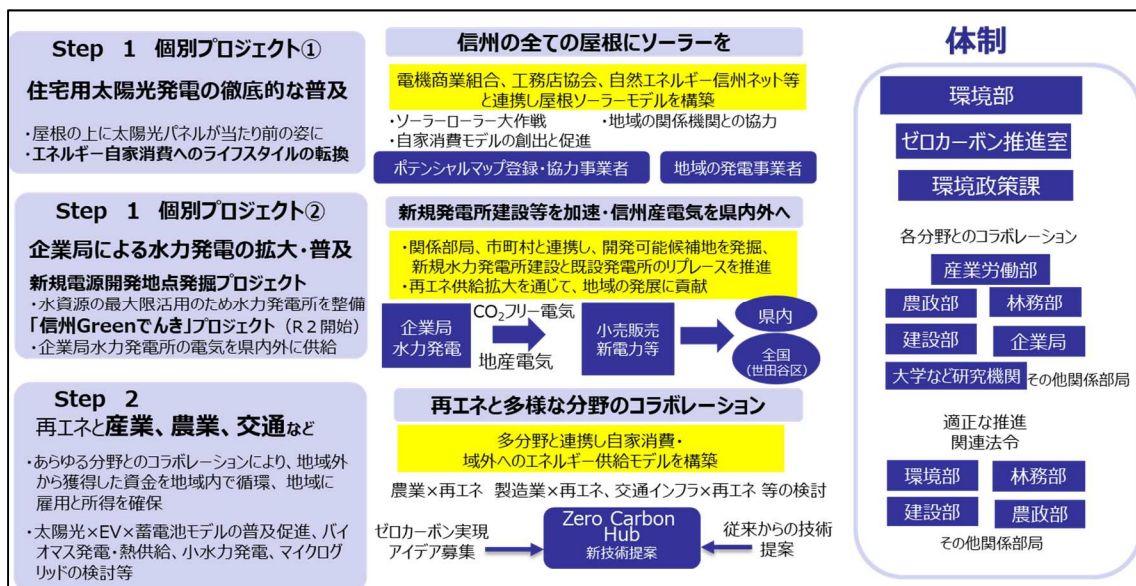 Step 1 個別プロジェクト①
住宅用太陽光発電の徹底的な普及
・屋根の上に太陽光パネルが当たり前の姿に
・エネルギー自家消費へのライフスタイルの転換
信州の全ての屋根にソーラーを
電機商業組合、工務店協会、自然エネルギー信州ネット等
と連携し屋根ソーラーモデルを構築
・ソーラーローラー大作戦 ・地域の関係機関との協力
・自家消費モデルの創出と促進
ポテンシャルマップ登録・協力事業者 地域の発電事業者
Step 1 個別プロジェクト②
企業局による水力発電の拡大・普及
新規電源開発地点発掘プロジェクト
・水資源の最大限活用のため水力発電所を整備
「信州Greenでんき」プロジェクト（R２開始）
・企業局水力発電所の電気を県内外に供給
新規発電所建設等を加速・信州産電気を県内外へ
・関係部局、市町村と連携し、開発可能候補地を発掘、
新規水力発電所建設と既設発電所のリプレースを推進
・再エネ供給拡大を通じて、地域の発展に貢献
企業局
水力発電
CO₂フリー電気
地産電気
小売販売
新電力等
県内
全国
(世田谷区)
Step 2
再エネと産業、農業、交通など
・あらゆる分野とのコラボレーションにより、地域外
から獲得した資金を地域内で循環、地域に
雇用と所得を確保
・太陽光×EV×蓄電池モデルの普及促進、バイ
オマス発電・熱供給、小水力発電、マイクログ
リッドの検討等
再エネと多様な分野のコラボレーション
多分野と連携し自家消費・
域外へのエネルギー供給モデルを構築
農業×再エネ 製造業×再エネ、交通インフラ×再エネ 等の検討
ゼロカーボン実現
アイデア募集
Zero Carbon
Hub
新技術提案
従来からの技術
提案
体制
環境部
ゼロカーボン推進室
環境政策課
各分野とのコラボレーション
産業労働部
農政部 林務部
建設部 企業局
大学など研究機関 その他関係部局
適正な推進
関連法令
環境部 林務部
建設部 農政部
その他関係部局